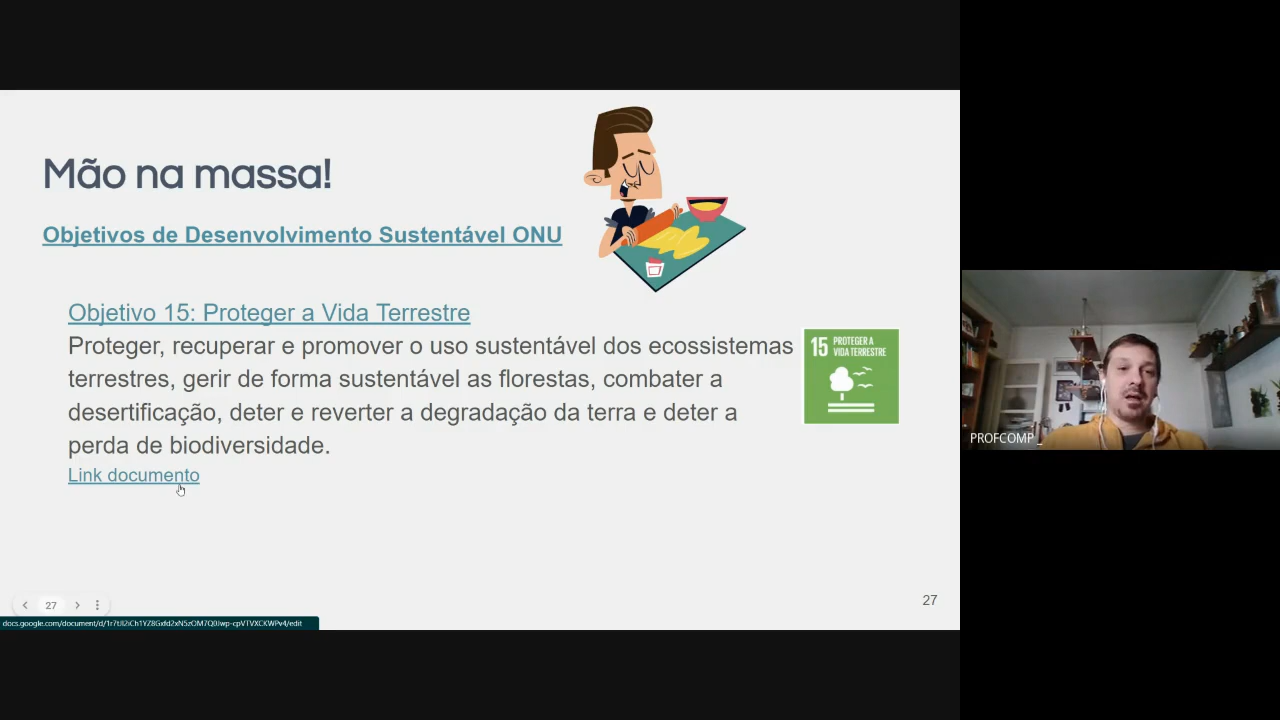 Mão na massa!
Objetivos de Desenvolvimento Sustentável ONU
Objetivo 15: Proteger a Vida Terrestre
Proteger, recuperar e promover o uso sustentável dos ecossistemas
terrestres, gerir de forma sustentável as florestas, combater a
desertificação, deter e reverter a degradação da terra e deter a
perda de biodiversidade.
Link documento
15 PROTEGER A
VIDA TERRESTRE
PROFCOMP _
27
27